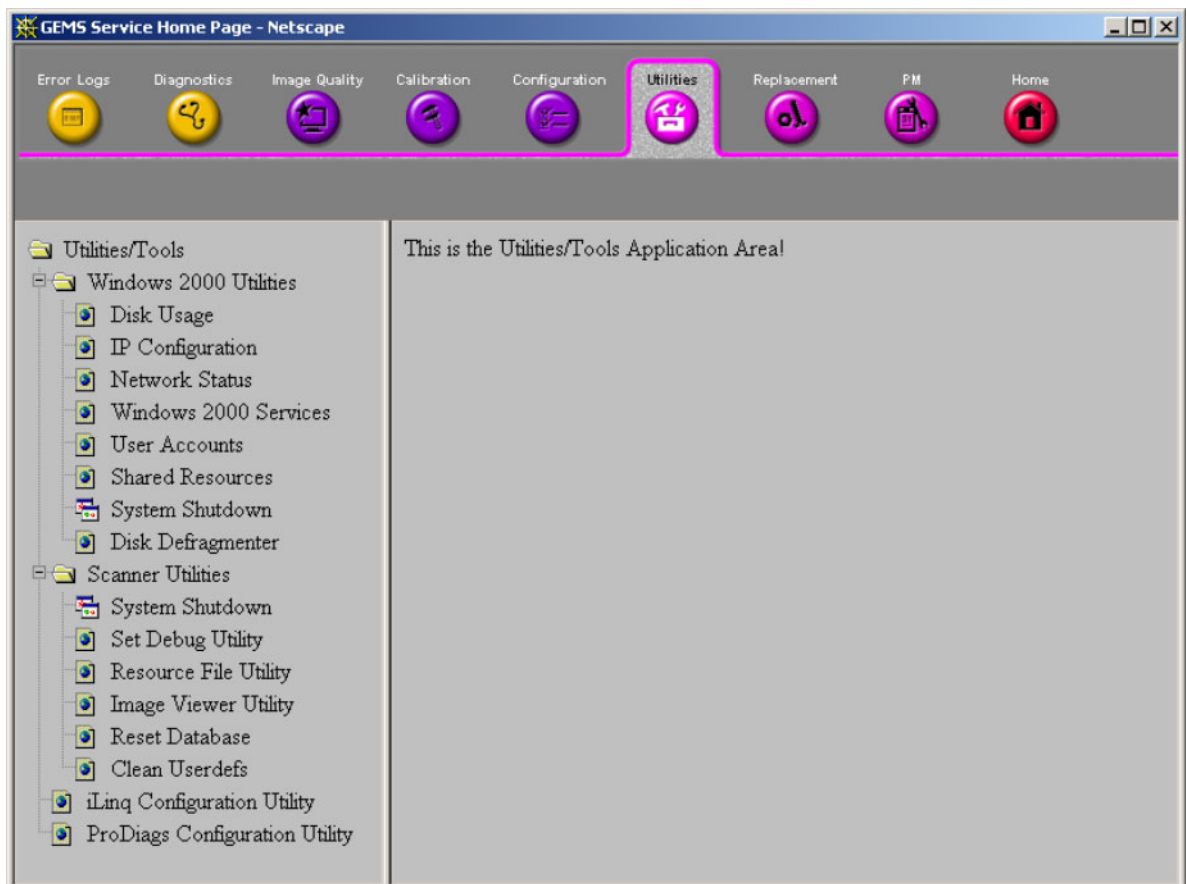 GEMS Service Home Page - Netscape
Error Logs Diagnostics Image Quality Calibration Configuration Utilities Replacement PM Home
Utilities/Tools
Windows 2000 Utilities
Disk Usage
IP Configuration
Network Status
Windows 2000 Services
User Accounts
Shared Resources
System Shutdown
Disk Defragmenter
Scanner Utilities
System Shutdown
Set Debug Utility
Resource File Utility
Image Viewer Utility
Reset Database
Clean Userdefs
iLinq Configuration Utility
ProDiags Configuration Utility
This is the Utilities/Tools Application Area!